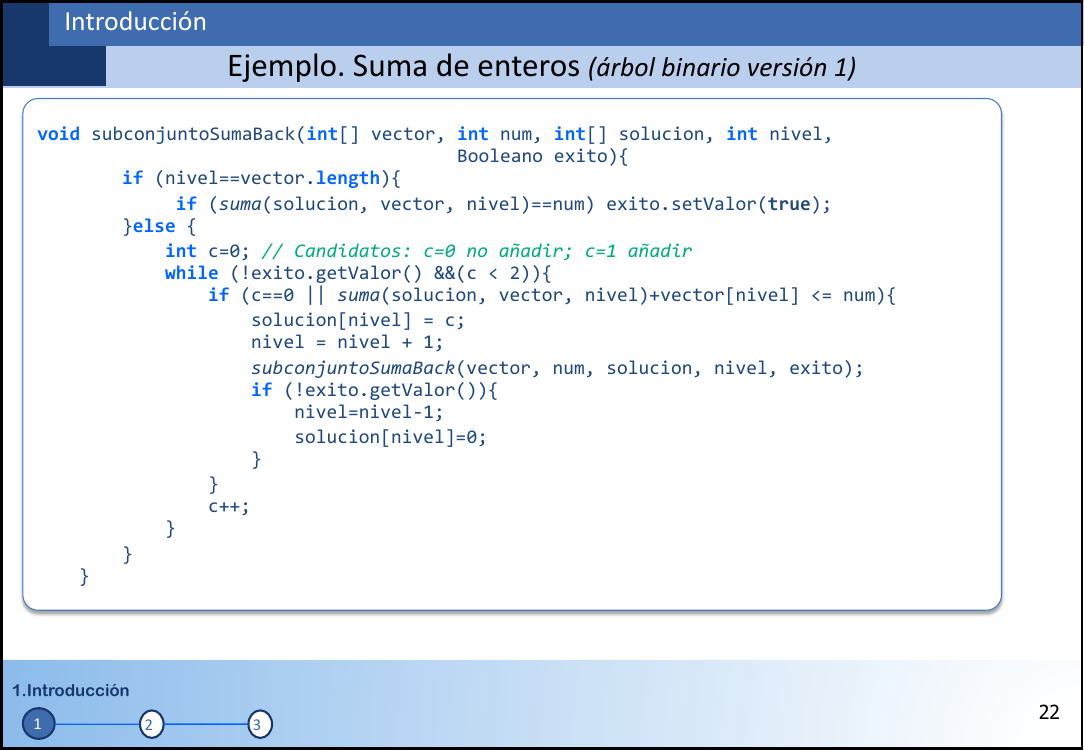 Introducción
Ejemplo. Suma de enteros (árbol binario versión 1)
void subconjuntoSumaBack(int[] vector, int num, int[] solucion, int nivel,
                                       Booleano exito){
        if (nivel==vector.length){
             if (suma(solucion, vector, nivel)==num) exito.setValor(true);
        }else {
            int c=0; // Candidatos: c=0 no añadir; c=1 añadir
            while (!exito.getValor() &&(c < 2)){
                if (c==0 || suma(solucion, vector, nivel)+vector[nivel] <= num){
                    solucion[nivel] = c;
                    nivel = nivel + 1;
                    subconjuntoSumaBack(vector, num, solucion, nivel, exito);
                    if (!exito.getValor()){
                        nivel=nivel-1;
                        solucion[nivel]=0;
                    }
                }
                c++;
            }
        }
    }
1.Introducción
1 2 3
22